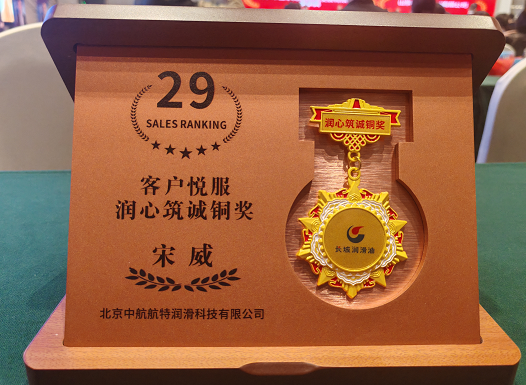 29
SALES RANKING
客户悦服
润心筑诚铜奖
宋威
北京中航航特润滑科技有限公司
润心筑诚铜奖
长城润滑油